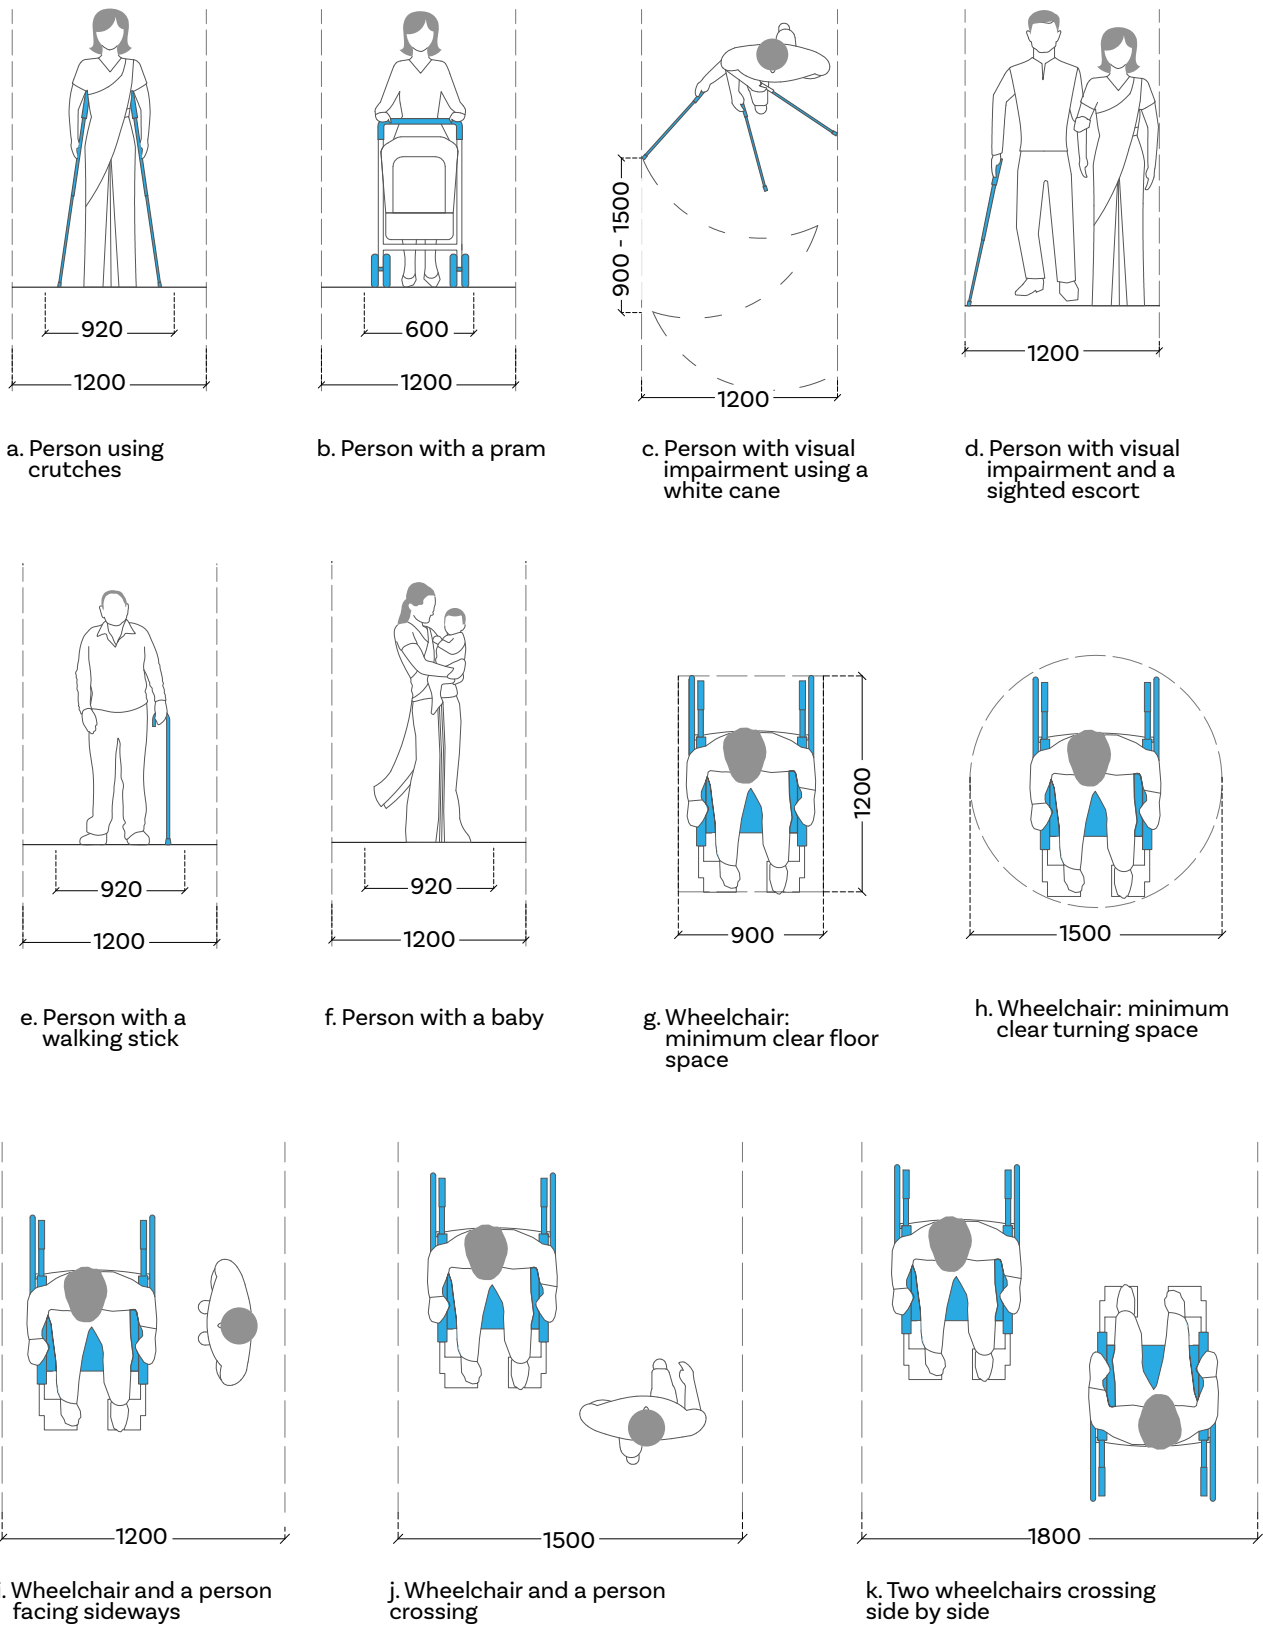 920
1200
a. Person using
crutches
600
1200
b. Person with a pram
900 - 1500
1200
c. Person with visual
impairment using a
white cane
1200
d. Person with visual
impairment and a
sighted escort
920
1200
e. Person with a
walking stick
920
1200
f. Person with a baby
1200
900
g. Wheelchair:
minimum clear floor
space
1500
h. Wheelchair: minimum
clear turning space
1200
i. Wheelchair and a person
facing sideways
1500
j. Wheelchair and a person
crossing
1800
k. Two wheelchairs crossing
side by side